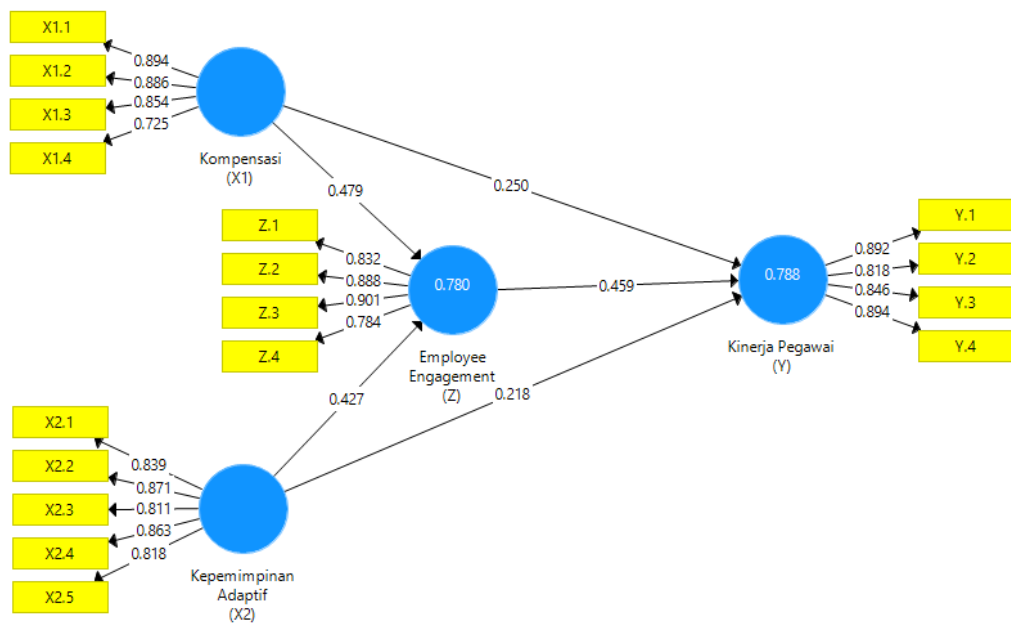 X1.1
X1.2
X1.3
X1.4
0.894
0.886
0.854
0.725
Kompensasi
(X1)
0.479
0.250
Z.1
Z.2
Z.3
Z.4
0.832
0.888
0.901
0.784
0.780
Employee
Engagement
(Z)
0.459
0.788
Kinerja Pegawai
(Y)
0.892
0.818
0.846
0.894
Y.1
Y.2
Y.3
Y.4
0.427
0.218
X2.1
X2.2
X2.3
X2.4
X2.5
0.839
0.871
0.811
0.863
0.818
Kepemimpinan
Adaptif
(X2)